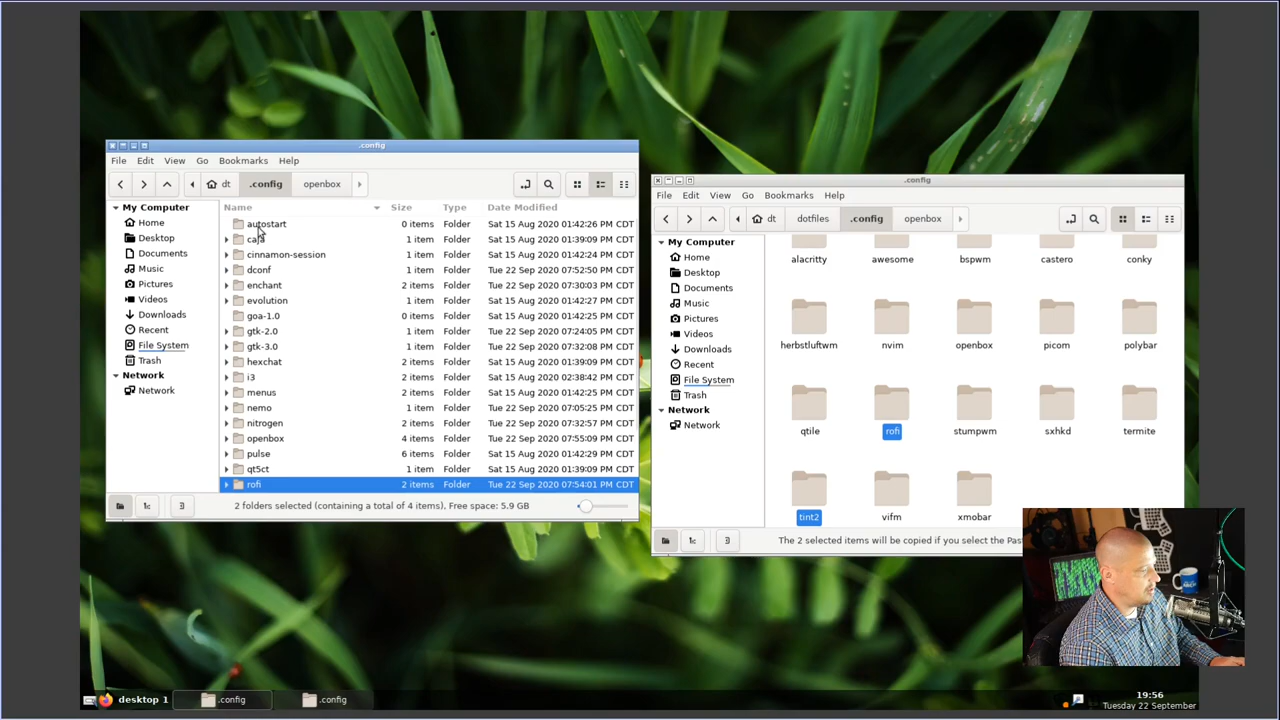 .config
File Edit View Go Bookmarks Help
dt .config openbox
My Computer
Home
Desktop
Documents
Music
Pictures
Videos
Downloads
Recent
File System
Trash
Network
Network
Name Size Type Date Modified
autostart 0 items Folder Sat 15 Aug 2020 01:42:26 PM CDT
caja 1 item Folder Sat 15 Aug 2020 01:39:09 PM CDT
cinnamon-session 1 item Folder Sat 15 Aug 2020 01:42:24 PM CDT
dconf 1 item Folder Tue 22 Sep 2020 07:52:50 PM CDT
enchant 2 items Folder Tue 22 Sep 2020 07:30:03 PM CDT
evolution 1 item Folder Sat 15 Aug 2020 01:42:27 PM CDT
goa-1.0 0 items Folder Sat 15 Aug 2020 01:42:25 PM CDT
gtk-2.0 1 item Folder Tue 22 Sep 2020 07:24:05 PM CDT
gtk-3.0 1 item Folder Tue 22 Sep 2020 07:32:08 PM CDT
hexchat 2 items Folder Sat 15 Aug 2020 01:39:09 PM CDT
i3 2 items Folder Sat 15 Aug 2020 02:38:42 PM CDT
menus 2 items Folder Sat 15 Aug 2020 01:42:25 PM CDT
nemo 1 item Folder Tue 22 Sep 2020 07:05:25 PM CDT
nitrogen 2 items Folder Tue 22 Sep 2020 07:32:57 PM CDT
openbox 4 items Folder Tue 22 Sep 2020 07:55:09 PM CDT
pulse 6 items Folder Sat 15 Aug 2020 01:42:29 PM CDT
qt5ct 1 item Folder Sat 15 Aug 2020 01:39:09 PM CDT
rofi 2 items Folder Tue 22 Sep 2020 07:54:01 PM CDT
2 folders selected (containing a total of 4 items), Free space: 5.9 GB
.config
File Edit View Go Bookmarks Help
dt dotfiles .config openbox
My Computer
Home
Desktop
Documents
Music
Pictures
Videos
Downloads
Recent
File System
Trash
Network
Network
alacritty awesome bspwm castero conky
herbstluftwm nvim openbox picom polybar
qtile rofi stumpwm sxhkd termite
tint2 vifm xmobar
The 2 selected items will be copied if you select the
desktop 1 .config .config
19:56
Tuesday 22 September